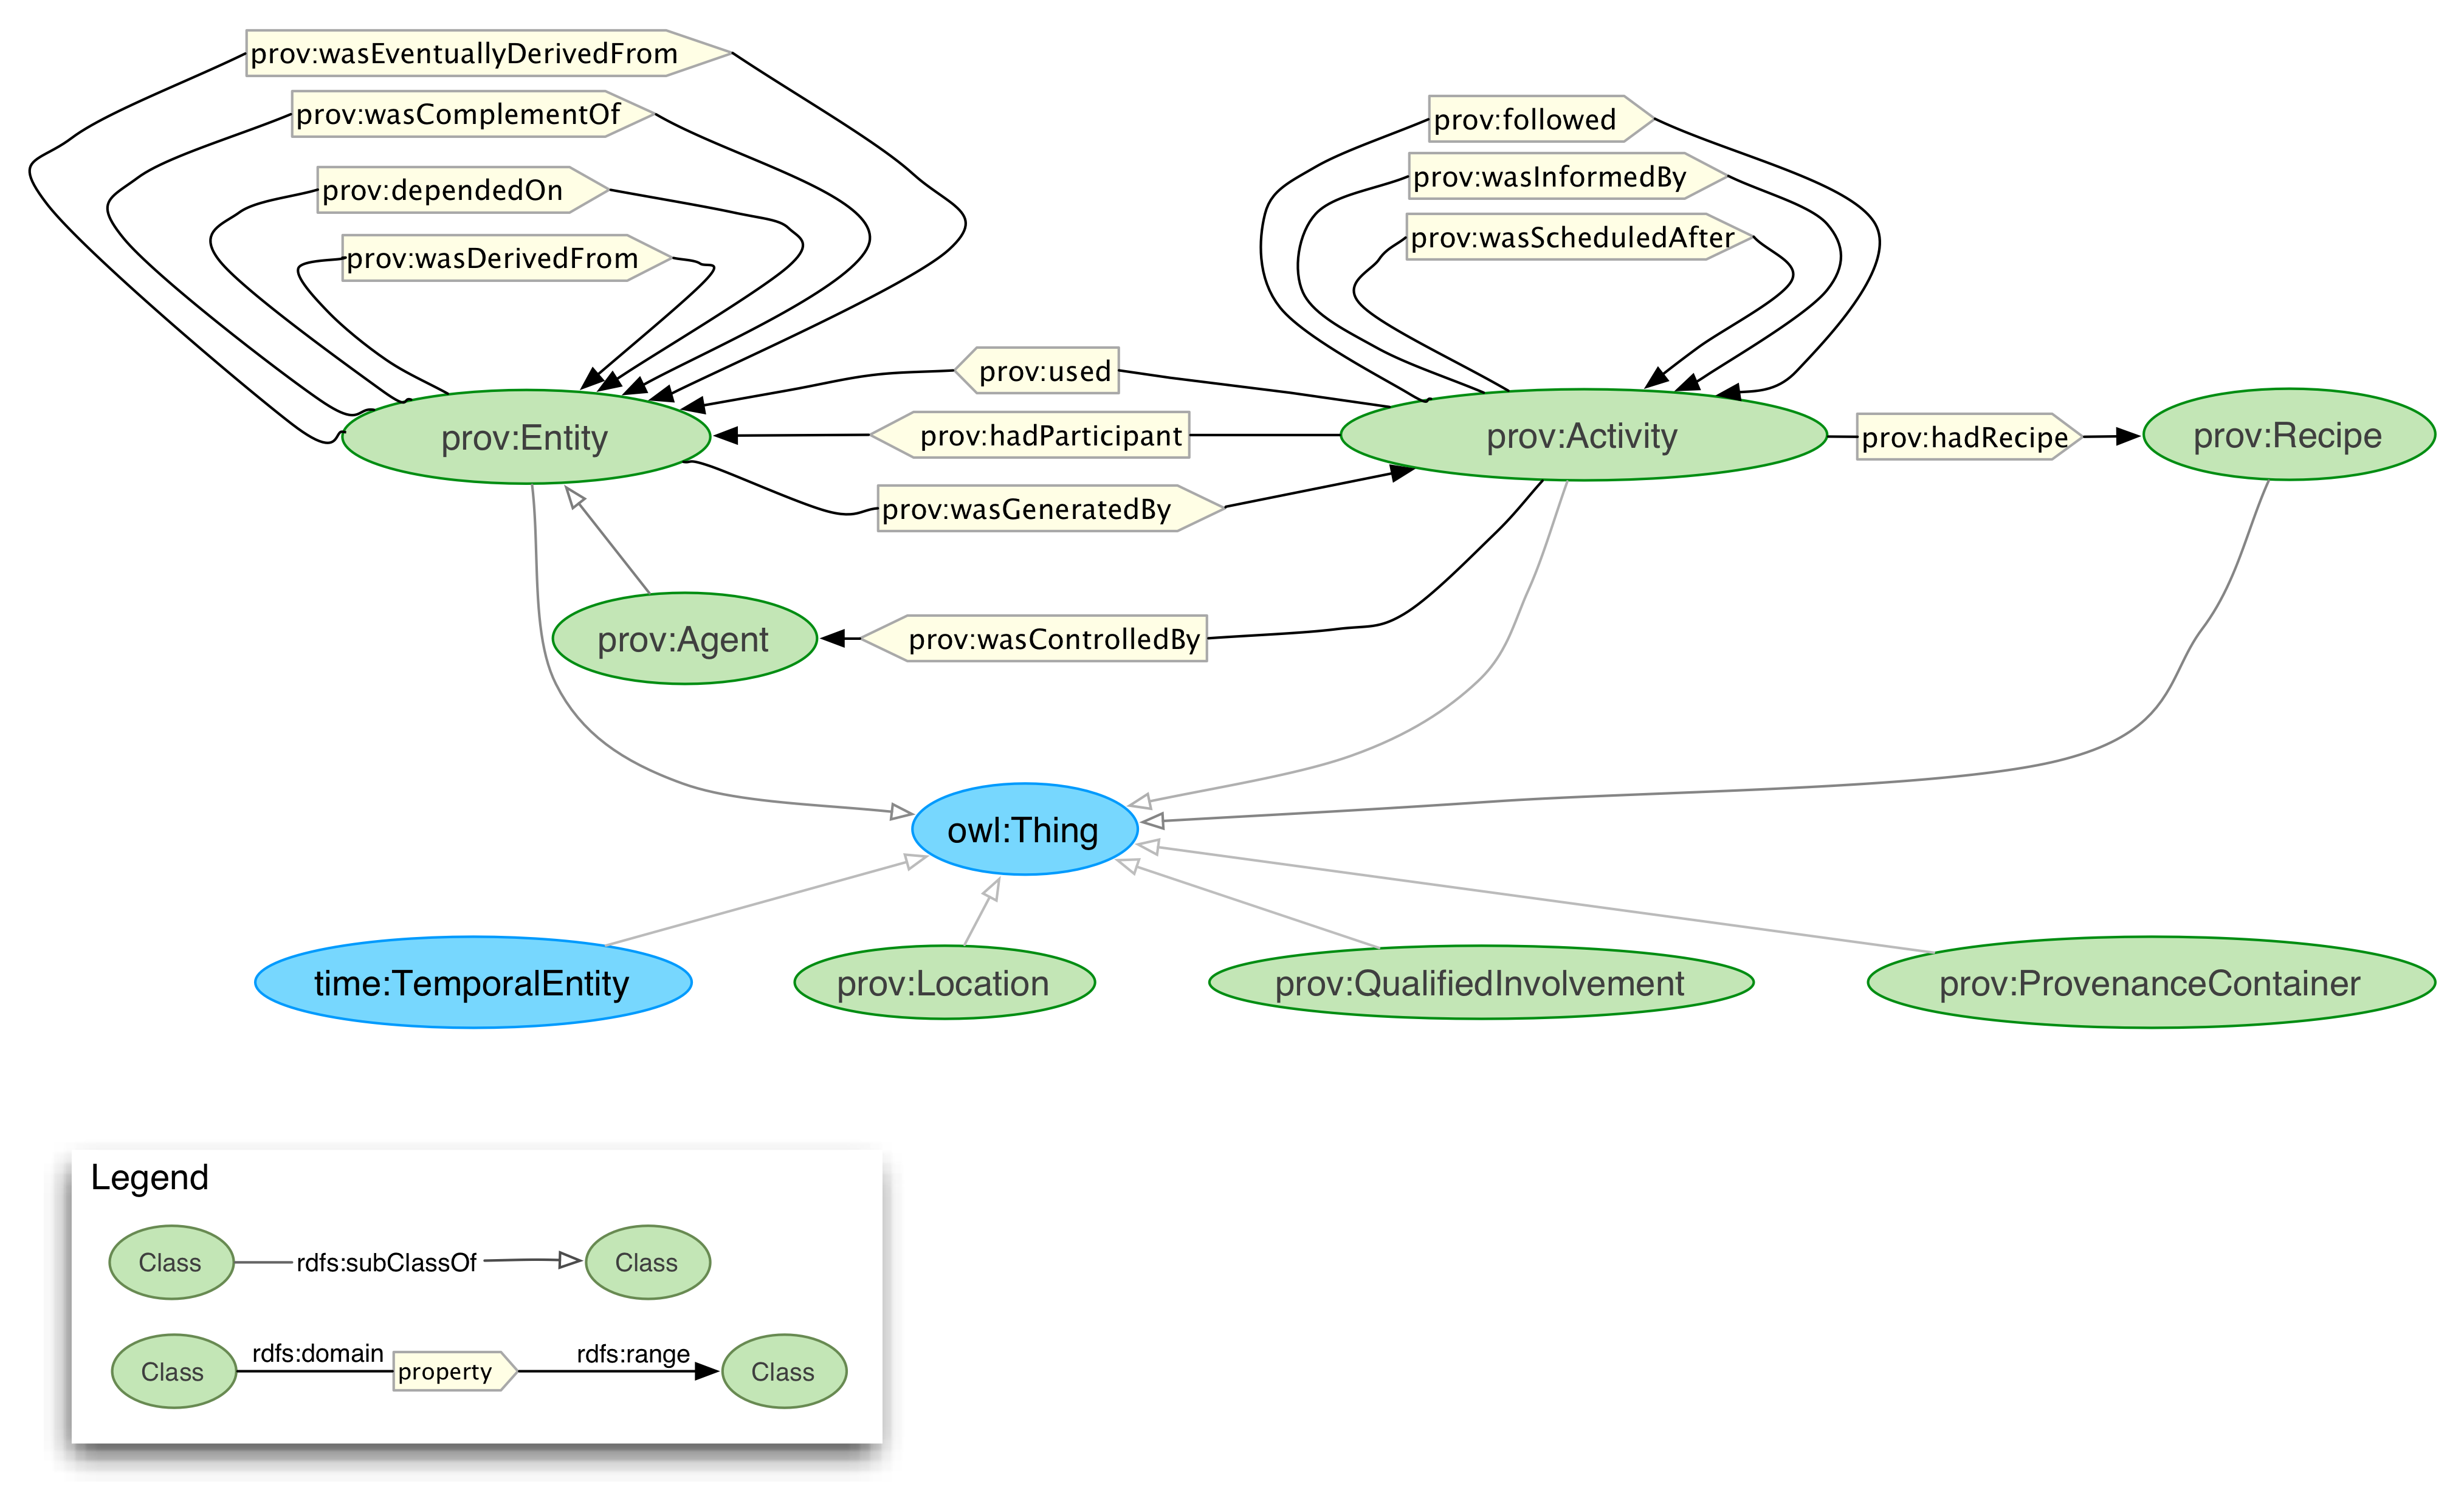 prov:wasEventuallyDerivedFrom
prov:wasComplementOf
prov:dependedOn
prov:wasDerivedFrom
prov:followed
prov:wasInformedBy
prov:wasScheduledAfter
prov:used
prov:hadParticipant
prov:wasGeneratedBy
prov:Entity
prov:Activity
prov:hadRecipe
prov:Recipe
prov:Agent
prov:wasControlledBy
owl:Thing
time:TemporalEntity
prov:Location
prov:QualifiedInvolvement
prov:ProvenanceContainer
Legend
Class
rdfs:subClassOf
Class
Class
rdfs:domain
property
rdfs:range
Class